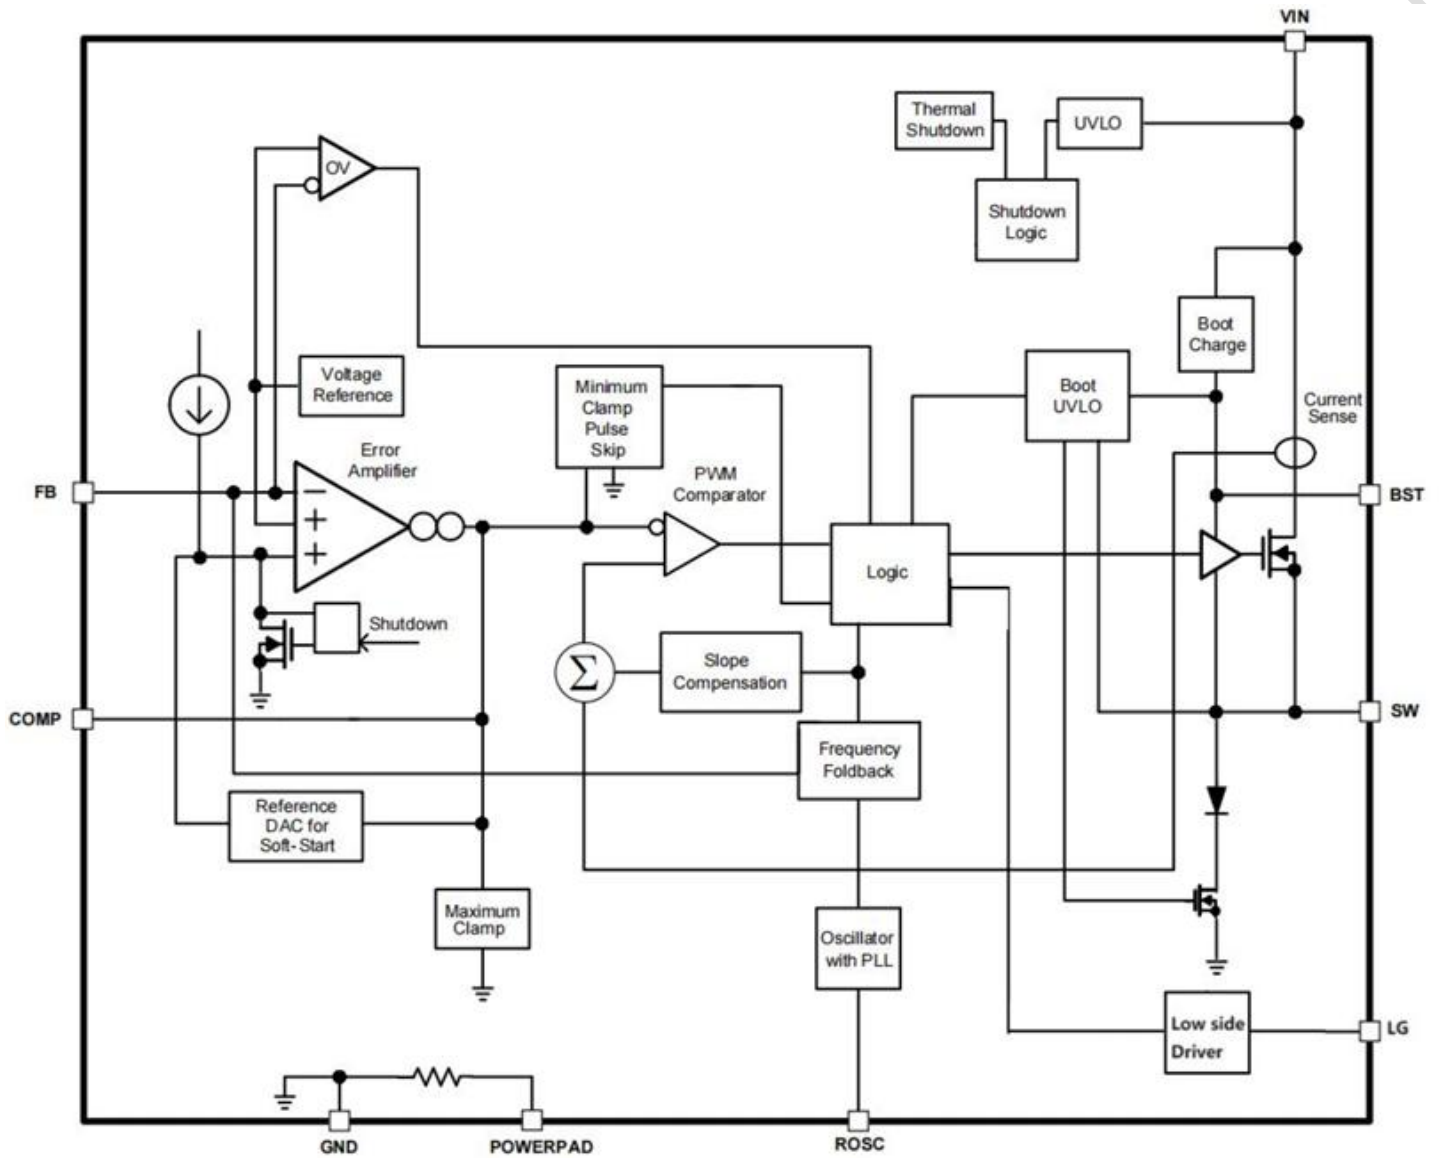 VIN
Thermal
Shutdown
UVLO
OV
Shutdown
Logic
Boot
Charge
Voltage
Reference
Minimum
Clamp
Pulse
Skip
Boot
UVLO
Current
Sense
Error
Amplifier
PWM
Comparator
FB
−
+
+
BST
Logic
Shutdown
Σ
Slope
Compensation
COMP
SW
Frequency
Foldback
Reference
DAC for
Soft-Start
Maximum
Clamp
Oscillator
with PLL
Low side
Driver
LG
GND
POWERPAD
ROSC